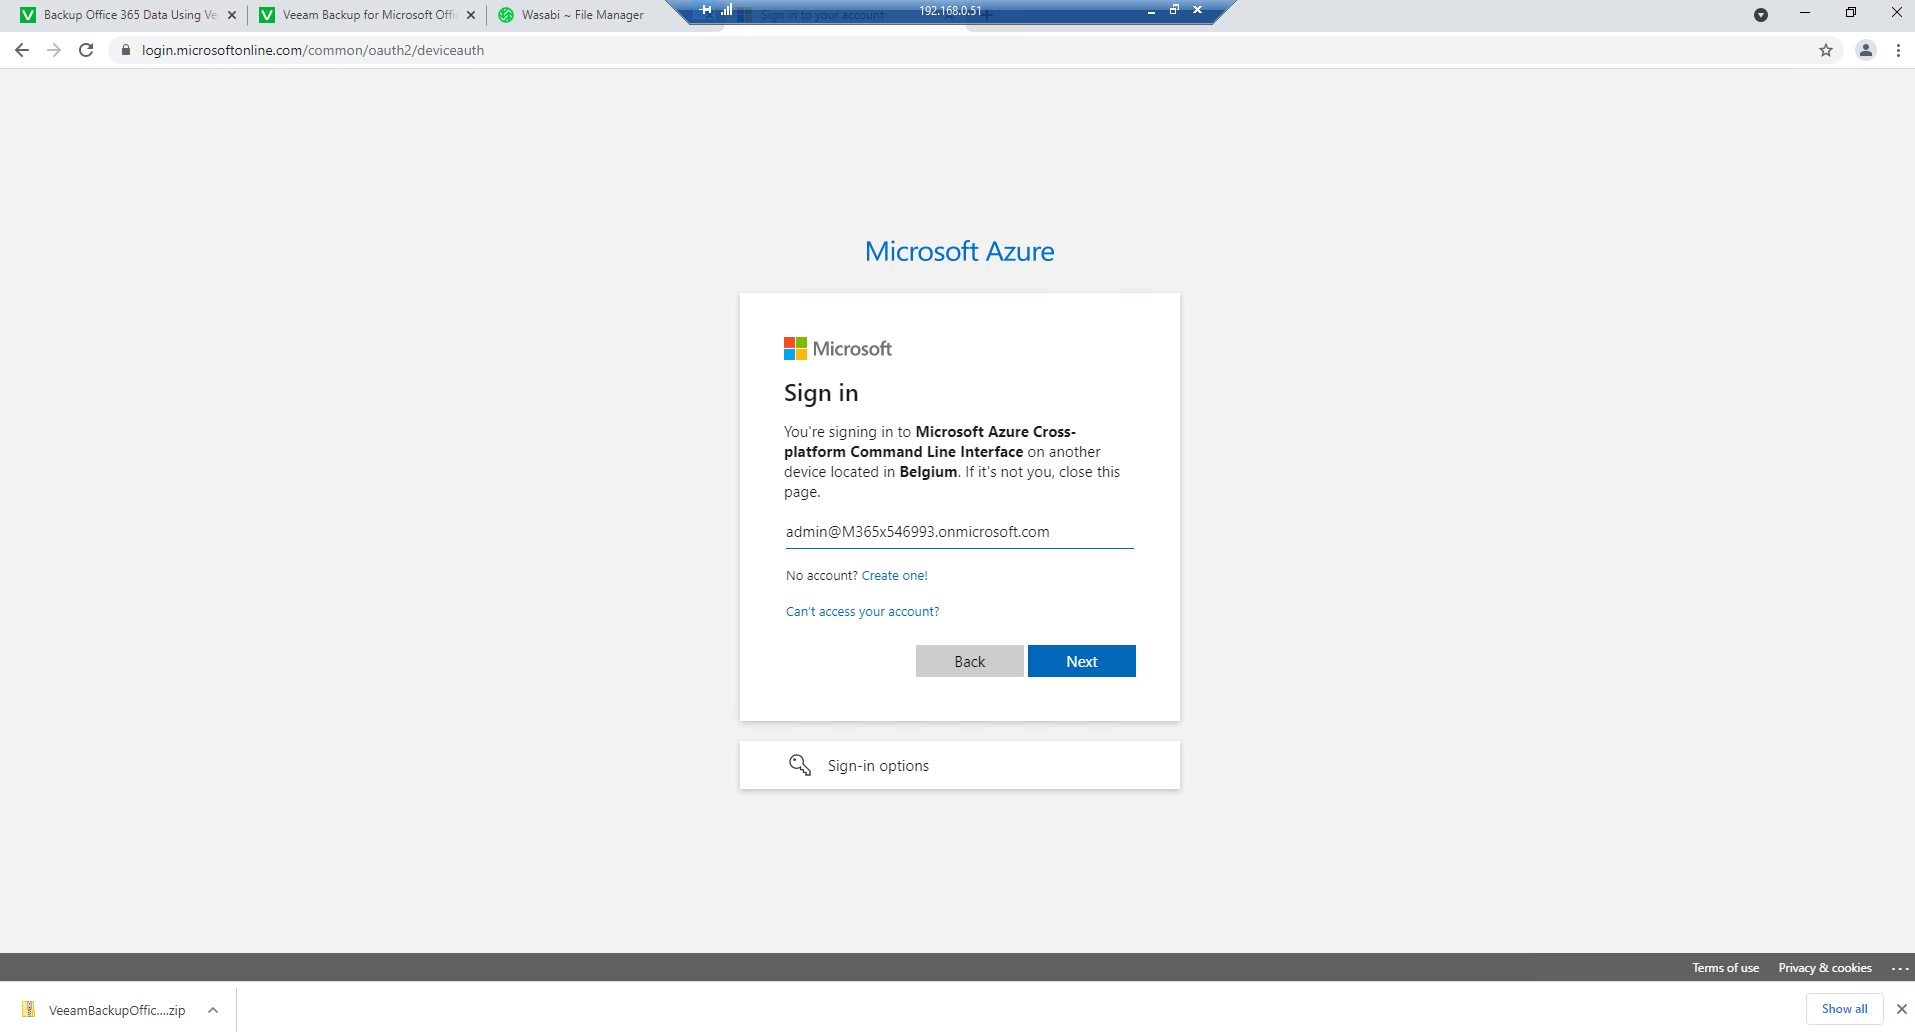 Backup Office 365 Data Using Ve
Veeam Backup for Microsoft Offi
Wasabi ~ File Manager
Sign in to your account
192.168.0.51
login.microsoftonline.com/common/oauth2/deviceauth
Microsoft Azure
Microsoft
Sign in
You're signing in to Microsoft Azure Cross-
platform Command Line Interface on another
device located in Belgium. If it's not you, close this
page.
admin@M365x546993.onmicrosoft.com
No account? Create one!
Can't access your account?
Back
Next
Sign-in options
Terms of use
Privacy & cookies
...
VeeamBackupOffic....zip
Show all